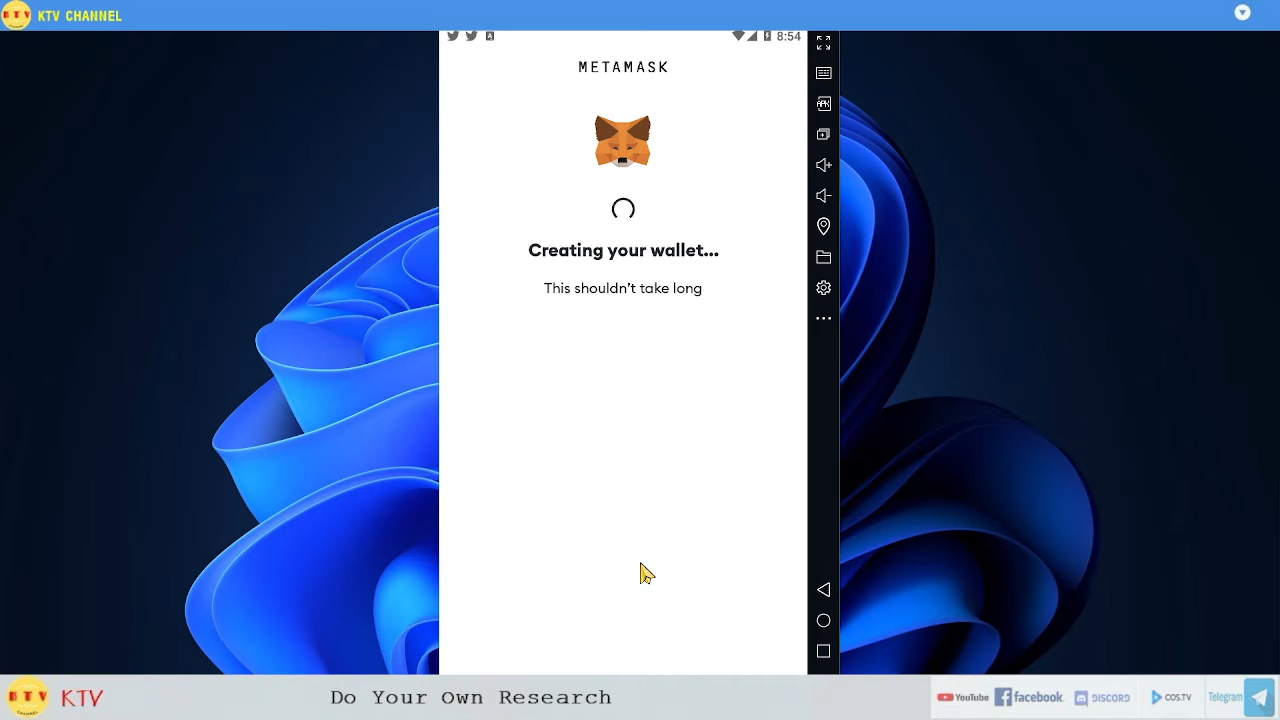 KTV CHANNEL
8:54
METAMASK
Creating your wallet...
This shouldn't take long
KTV
Do Your Own Research
YouTube
facebook.
DISCORD
COS.TV
Telegram